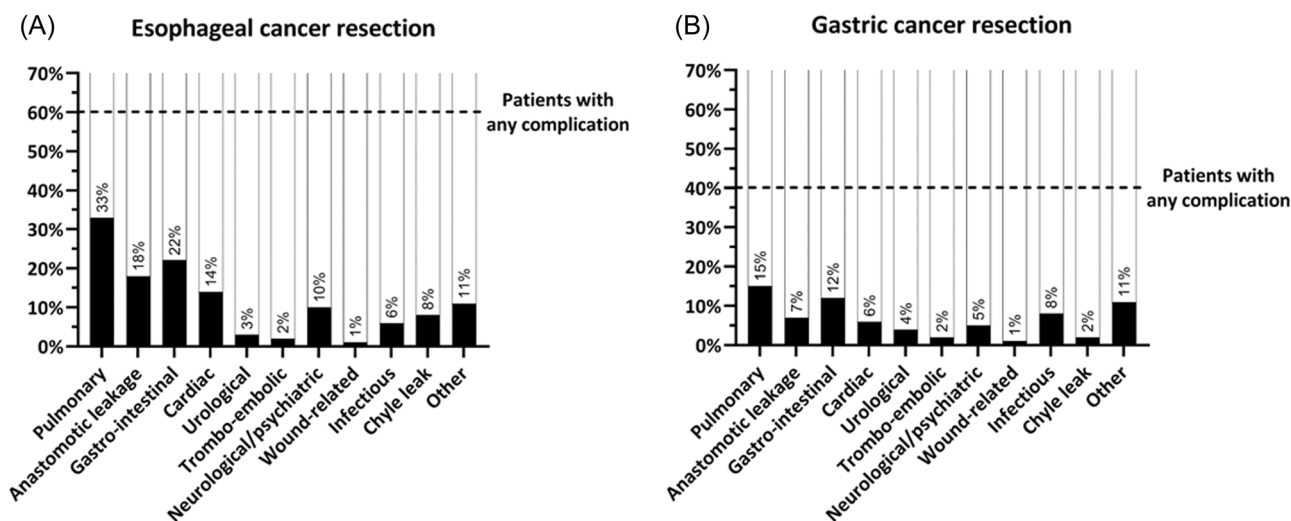 (A)
Esophageal cancer resection
70%
60%
50%
40%
30%
20%
10%
0%
Patients with
any complication
33%
18%
22%
14%
3%
2%
10%
1%
6%
8%
11%
Pulmonary
Anastomotic leakage
Gastro-intestinal
Cardiac
Urological
Trombo-embolic
Neurological/psychiatric
Wound-related
Infectious
Chyle leak
Other
(B)
Gastric cancer resection
70%
60%
50%
40%
30%
20%
10%
0%
Patients with
any complication
15%
7%
12%
6%
4%
2%
5%
1%
8%
2%
11%
Pulmonary
Anastomotic leakage
Gastro-intestinal
Cardiac
Urological
Trombo-embolic
Neurological/psychiatric
Wound-related
Infectious
Chyle leak
Other